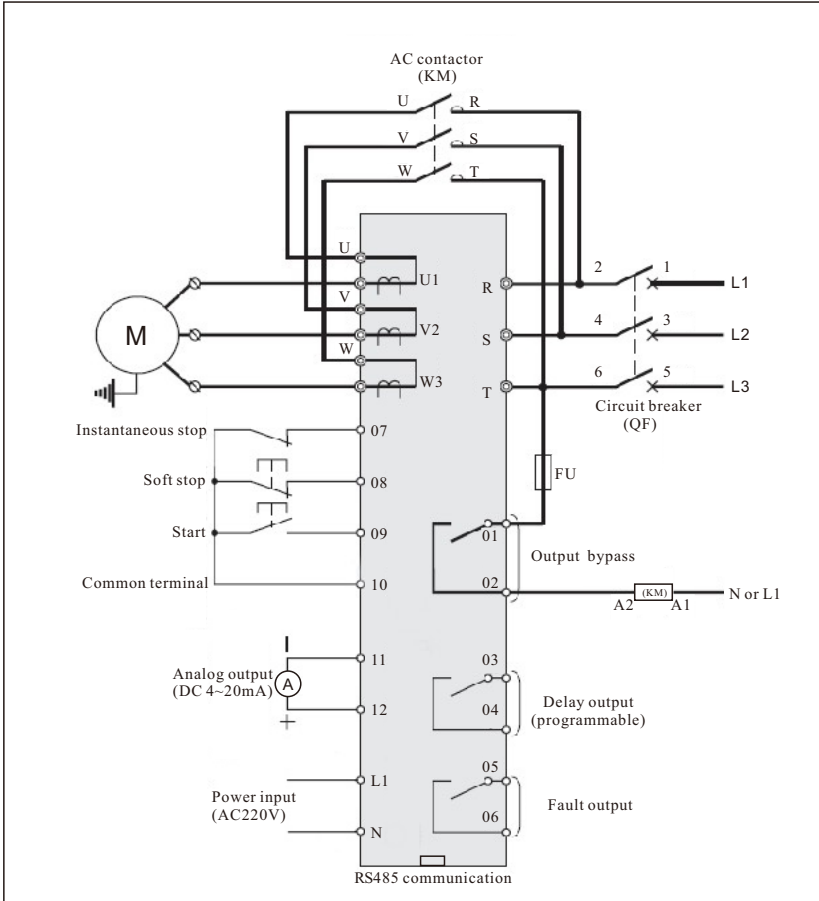 AC contactor
(KM)
U R
V S
W T
U
U1
R
2 1
L1
V
V2
S
4 3
L2
M
W
W3
T
6 5
L3
Circuit breaker
(QF)
Instantaneous stop
07
Soft stop
08
FU
Start
09
01
Output bypass
Common terminal
10
02
A2 (KM) A1
N or L1
Analog output
(DC 4~20mA)
A
+
11
12
03
04
Delay output
(programmable)
Power input
(AC220V)
L1
N
05
06
Fault output
RS485 communication